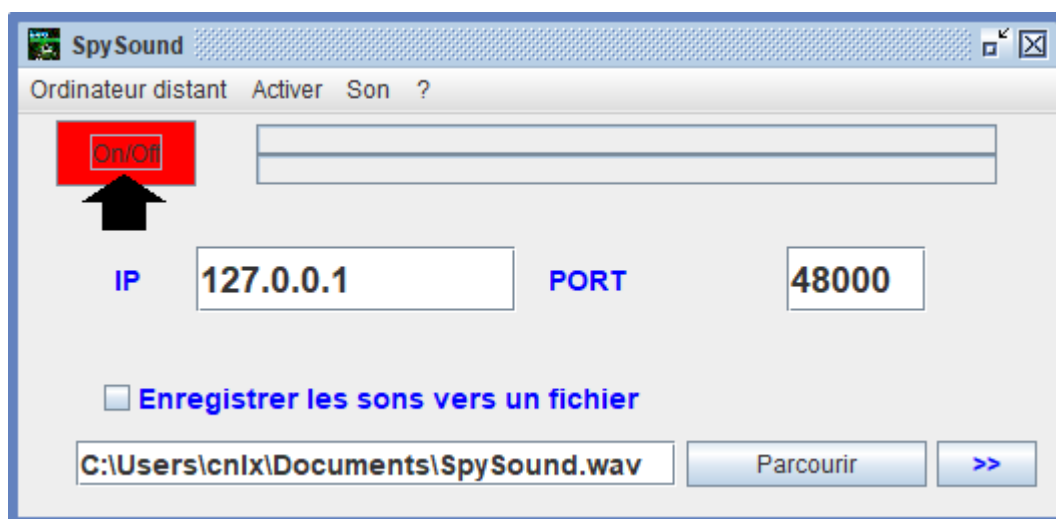 SpySound
Ordinateur distant Activer Son ?
On/Off
IP 127.0.0.1 PORT 48000
Enregistrer les sons vers un fichier
C:\Users\cnlx\Documents\SpySound.wav Parcourir >>